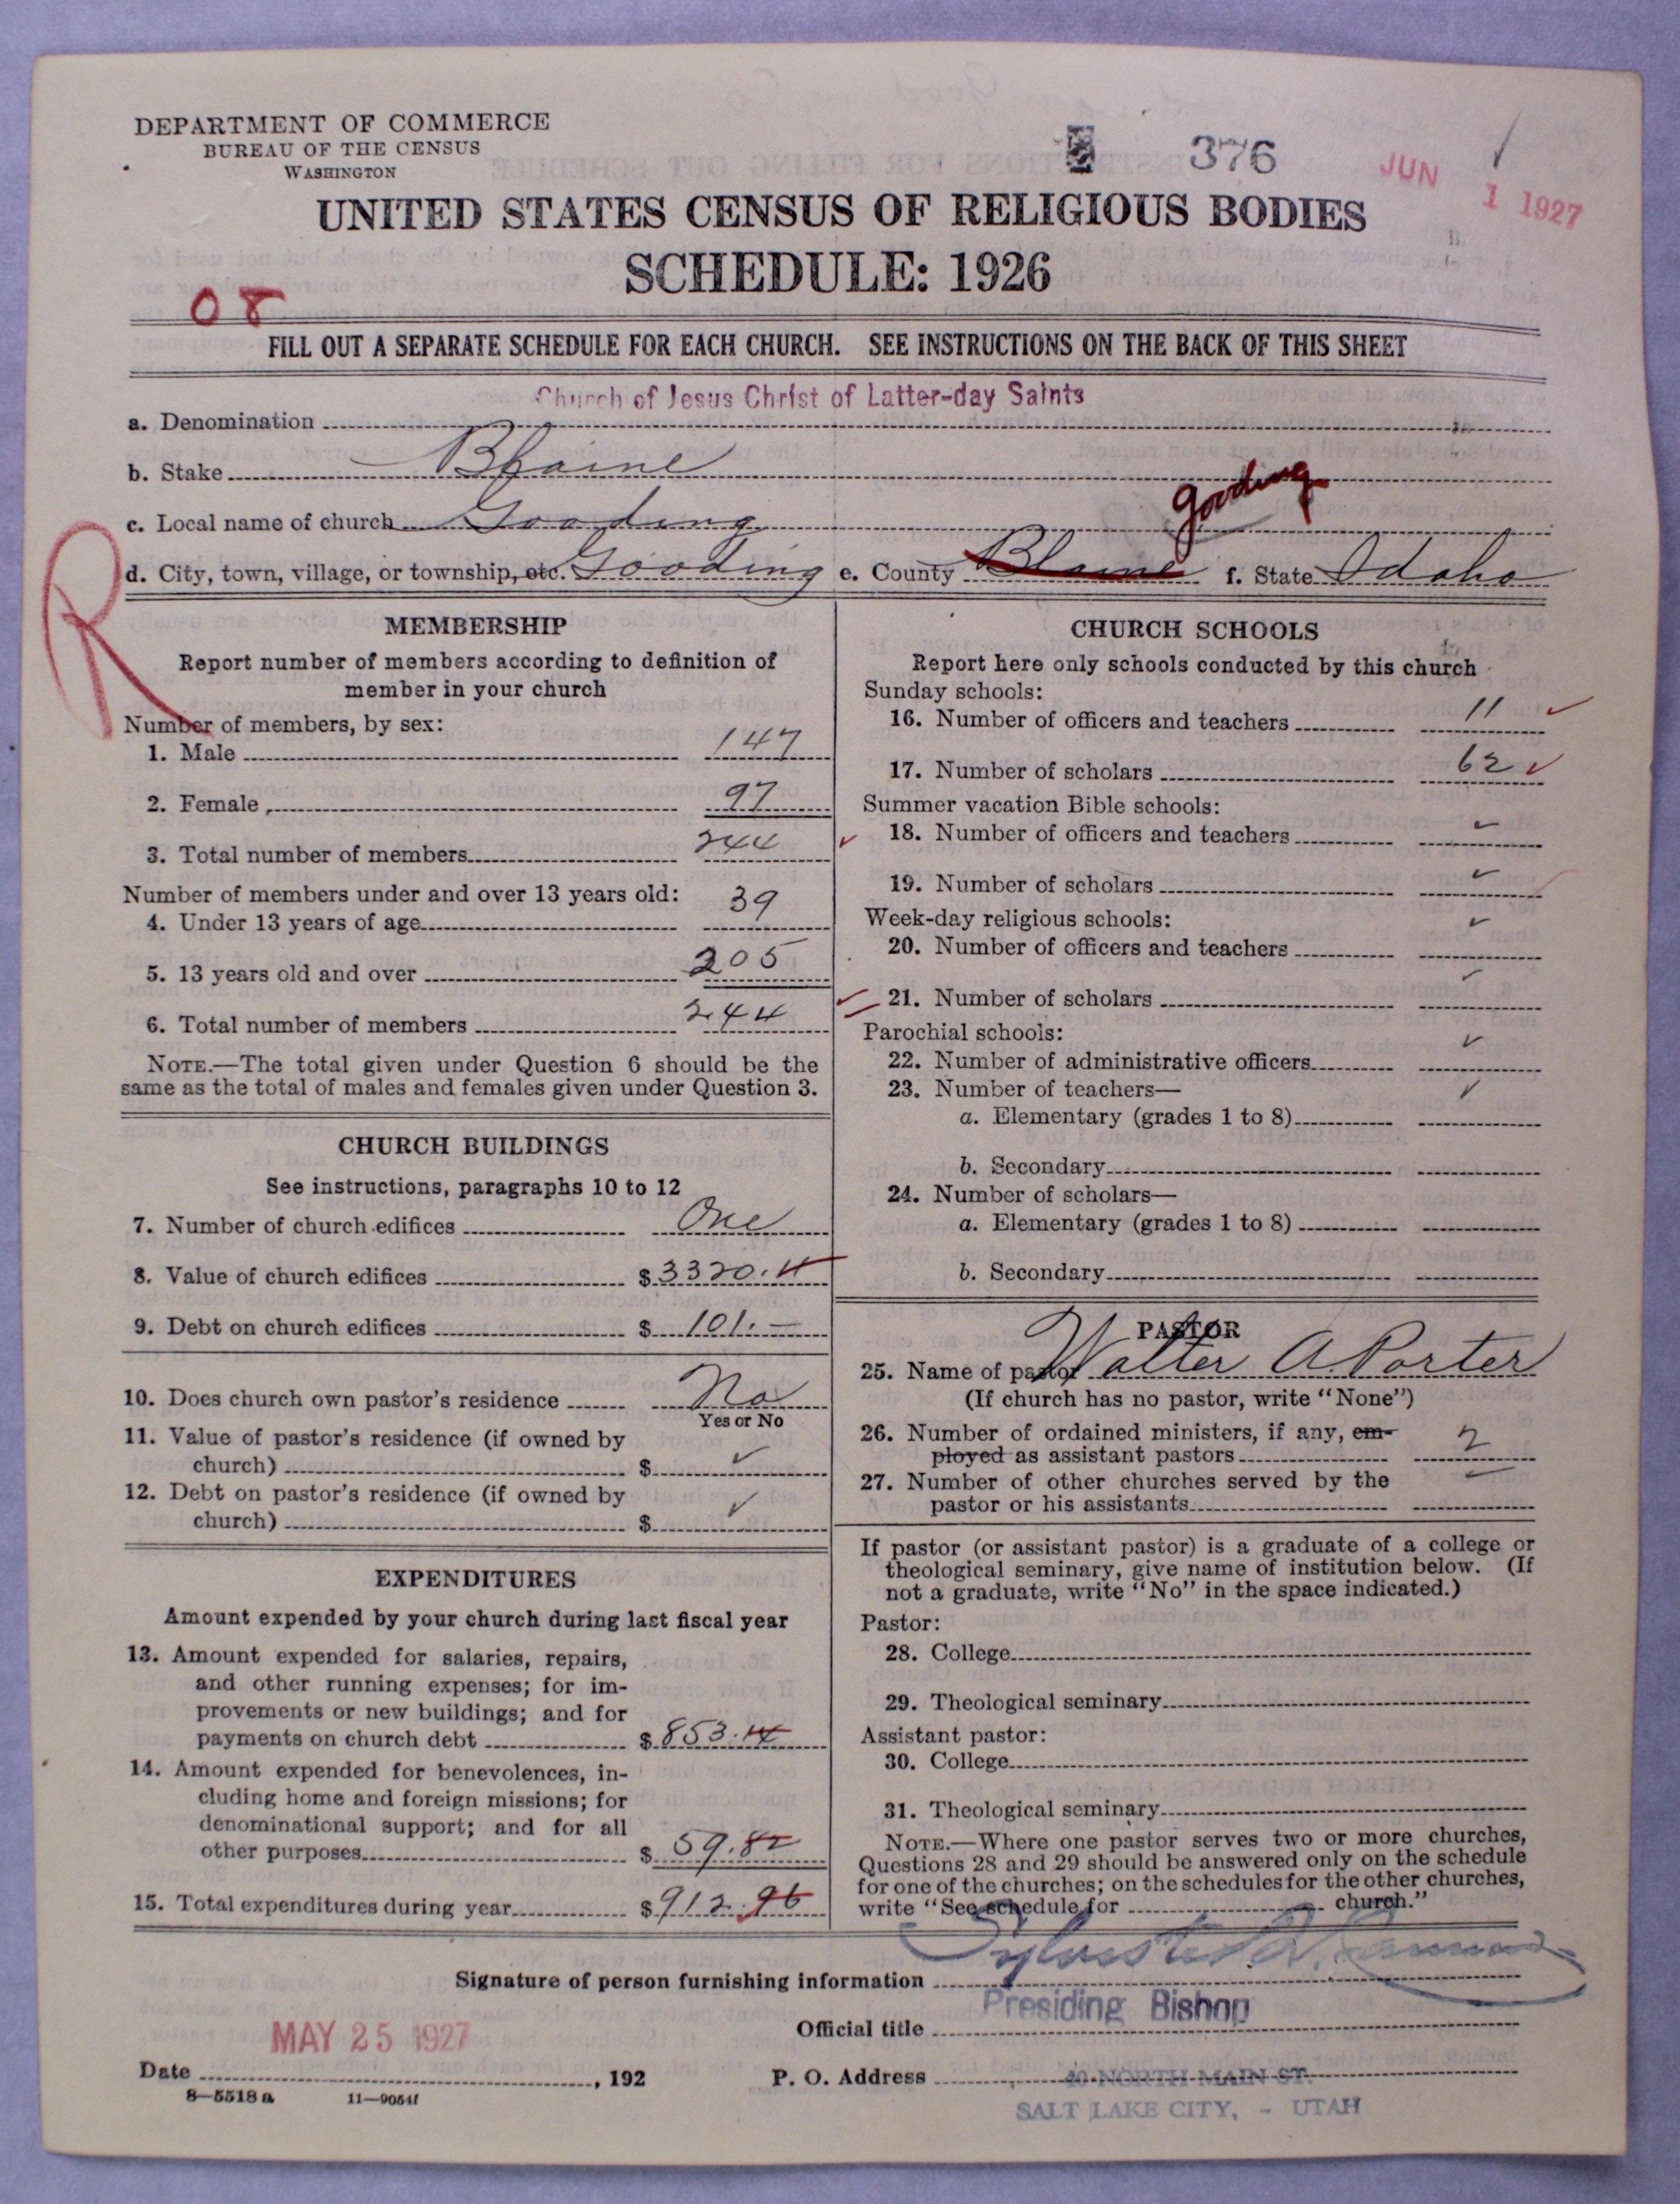 DEPARTMENT OF COMMERCE
BUREAU OF THE CENSUS
WASHINGTON
376
JUN 1 1927
UNITED STATES CENSUS OF RELIGIOUS BODIES
SCHEDULE: 1926
08
FILL OUT A SEPARATE SCHEDULE FOR EACH CHURCH. SEE INSTRUCTIONS ON THE BACK OF THIS SHEET
Church of Jesus Christ of Latter-day Saints
a. Denomination
b. Stake Blaine
Gooding
c. Local name of church Gooding
d. City, town, village, or township, etc. Gooding e. County Blaine f. State Idaho
R
MEMBERSHIP
Report number of members according to definition of
member in your church
Number of members, by sex:
1. Male 147
2. Female 97
3. Total number of members 244
Number of members under and over 13 years old:
4. Under 13 years of age 39
5. 13 years old and over 205
6. Total number of members 244
NOTE.—The total given under Question 6 should be the
same as the total of males and females given under Question 3.
CHURCH BUILDINGS
See instructions, paragraphs 10 to 12
7. Number of church edifices One
8. Value of church edifices $ 3320.
9. Debt on church edifices $ 101.—
10. Does church own pastor's residence No
Yes or No
11. Value of pastor's residence (if owned by
church) $ ✓
12. Debt on pastor's residence (if owned by
church) $ ✓
EXPENDITURES
Amount expended by your church during last fiscal year
13. Amount expended for salaries, repairs,
and other running expenses; for im-
provements or new buildings; and for
payments on church debt $ 853.14
14. Amount expended for benevolences, in-
cluding home and foreign missions; for
denominational support; and for all
other purposes $ 59.82
15. Total expenditures during year $ 912.96
CHURCH SCHOOLS
Report here only schools conducted by this church
Sunday schools:
16. Number of officers and teachers 11 ✓
17. Number of scholars 62 ✓
Summer vacation Bible schools:
18. Number of officers and teachers ✓
19. Number of scholars ✓
Week-day religious schools:
20. Number of officers and teachers ✓
21. Number of scholars ✓
Parochial schools:
22. Number of administrative officers ✓
23. Number of teachers— ✓
a. Elementary (grades 1 to 8)
b. Secondary
24. Number of scholars—
a. Elementary (grades 1 to 8)
b. Secondary
PASTOR
25. Name of pastor Walter A Porter
(If church has no pastor, write "None")
26. Number of ordained ministers, if any, em-
ployed as assistant pastors 2
27. Number of other churches served by the
pastor or his assistants
If pastor (or assistant pastor) is a graduate of a college or
theological seminary, give name of institution below. (If
not a graduate, write "No" in the space indicated.)
Pastor:
28. College
29. Theological seminary
Assistant pastor:
30. College
31. Theological seminary
NOTE.—Where one pastor serves two or more churches,
Questions 28 and 29 should be answered only on the schedule
for one of the churches; on the schedules for the other churches,
write "See schedule for church."
Signature of person furnishing information Sylvester Q. Cannon
Official title Presiding Bishop
MAY 25 1927
Date , 192
P. O. Address 40 NORTH MAIN ST.
SALT LAKE CITY, - UTAH
8—5518 a 11—9054f